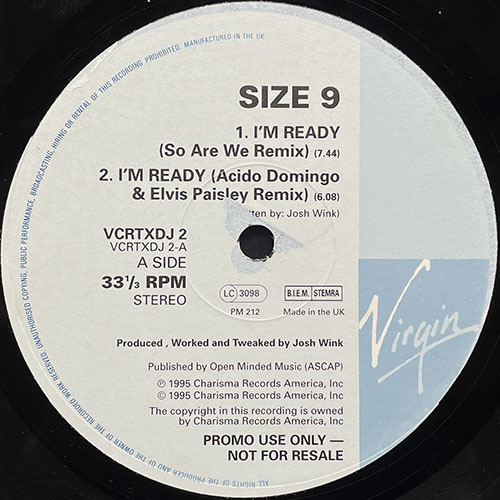 SIZE 9
1. I'M READY
(So Are We Remix) (7.44)
2. I'M READY (Acido Domingo
& Elvis Paisley Remix) (6.08)
tten by: Josh Wink)
VCRTXDJ 2
VCRTXDJ 2-A
A SIDE
33⅓ RPM
STEREO
LC 3098
B.I.E.M. STEMRA
PM 212
Made in the UK
Virgin
Produced , Worked and Tweaked by Josh Wink
Published by Open Minded Music (ASCAP)
℗ 1995 Charisma Records America, Inc
© 1995 Charisma Records America, Inc
The copyright in this recording is owned
by Charisma Records America, Inc
PROMO USE ONLY —
NOT FOR RESALE
ALL RIGHTS OF THE PRODUCER AND OF THE OWNER OF THE RECORDED WORK RESERVED. UNAUTHORISED COPYING, PUBLIC PERFORMANCE, BROADCASTING, HIRING OR RENTAL OF THIS RECORDING PROHIBITED. MANUFACTURED IN THE UK